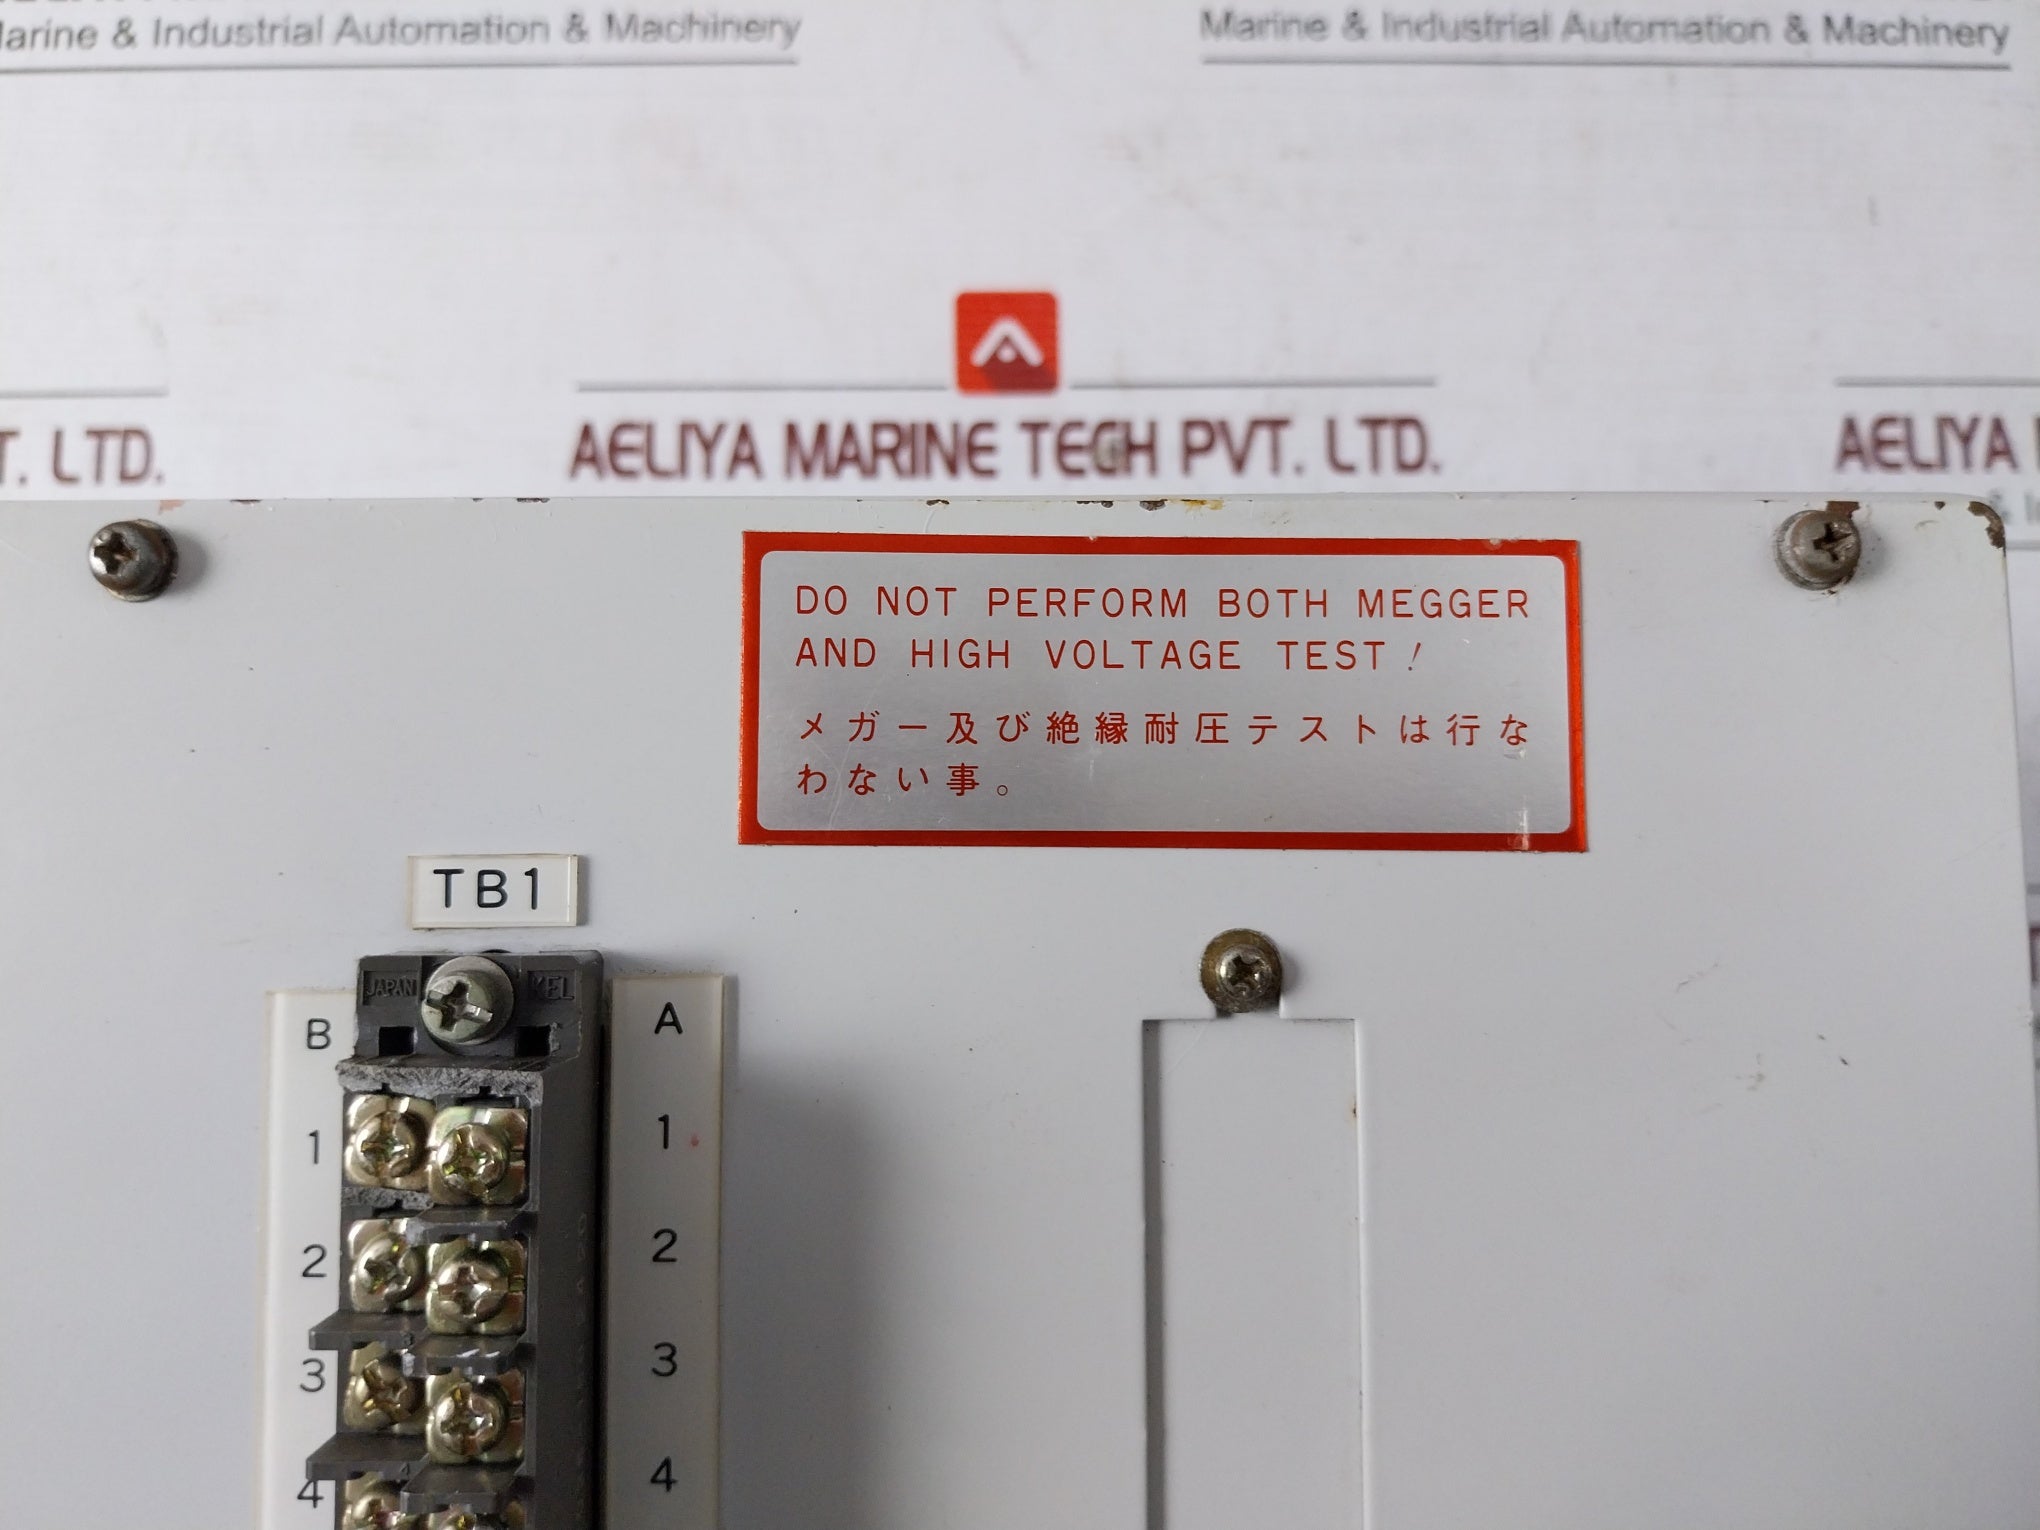 arine & Industrial Automation & Machinery
Marine & Industrial Automation & Machinery
T. LTD.
AELIYA MARINE TECH PVT. LTD.
AELIYA
DO NOT PERFORM BOTH MEGGER
AND HIGH VOLTAGE TEST !
メガー及び絶縁耐圧テストは行な
わない事。
TB1
JAPAN
KEL
B
A
1
1
2
2
3
3
4
4